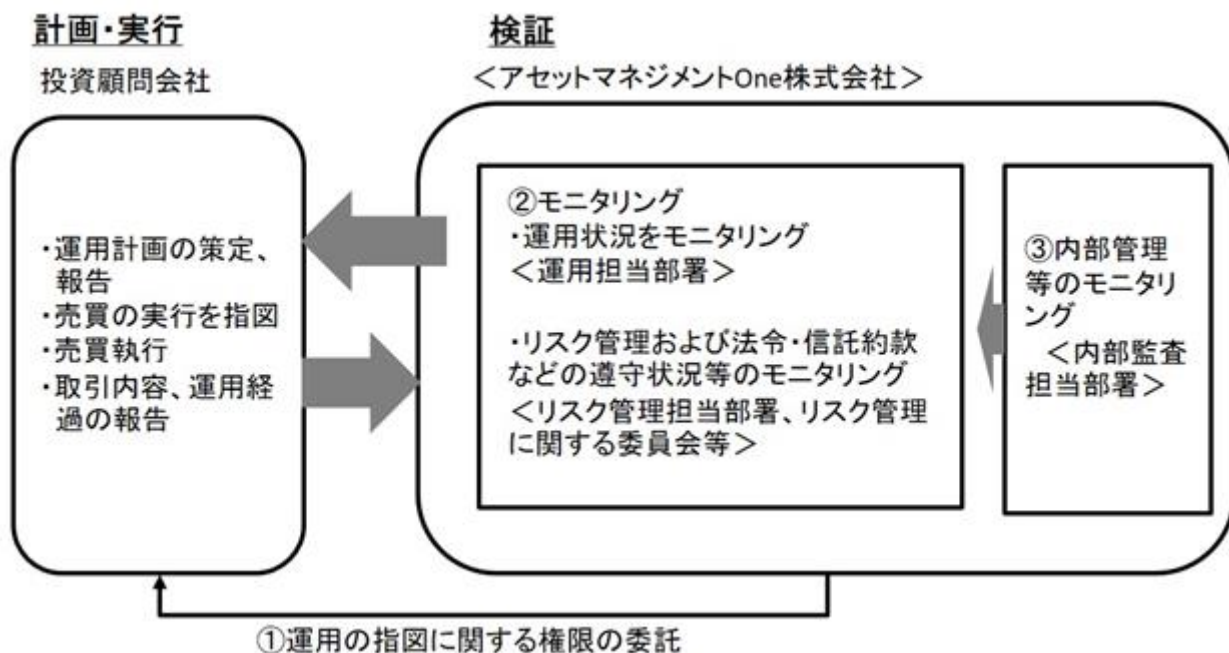 計画・実行
投資顧問会社
・運用計画の策定、
報告
・売買の実行を指図
・売買執行
・取引内容、運用経
過の報告
検証
＜アセットマネジメントOne株式会社＞
②モニタリング
・運用状況をモニタリング
＜運用担当部署＞
・リスク管理および法令・信託約款
などの遵守状況等のモニタリング
＜リスク管理担当部署、リスク管理
に関する委員会等＞
③内部管理
等のモニタリ
ング
＜内部監査
担当部署＞
①運用の指図に関する権限の委託